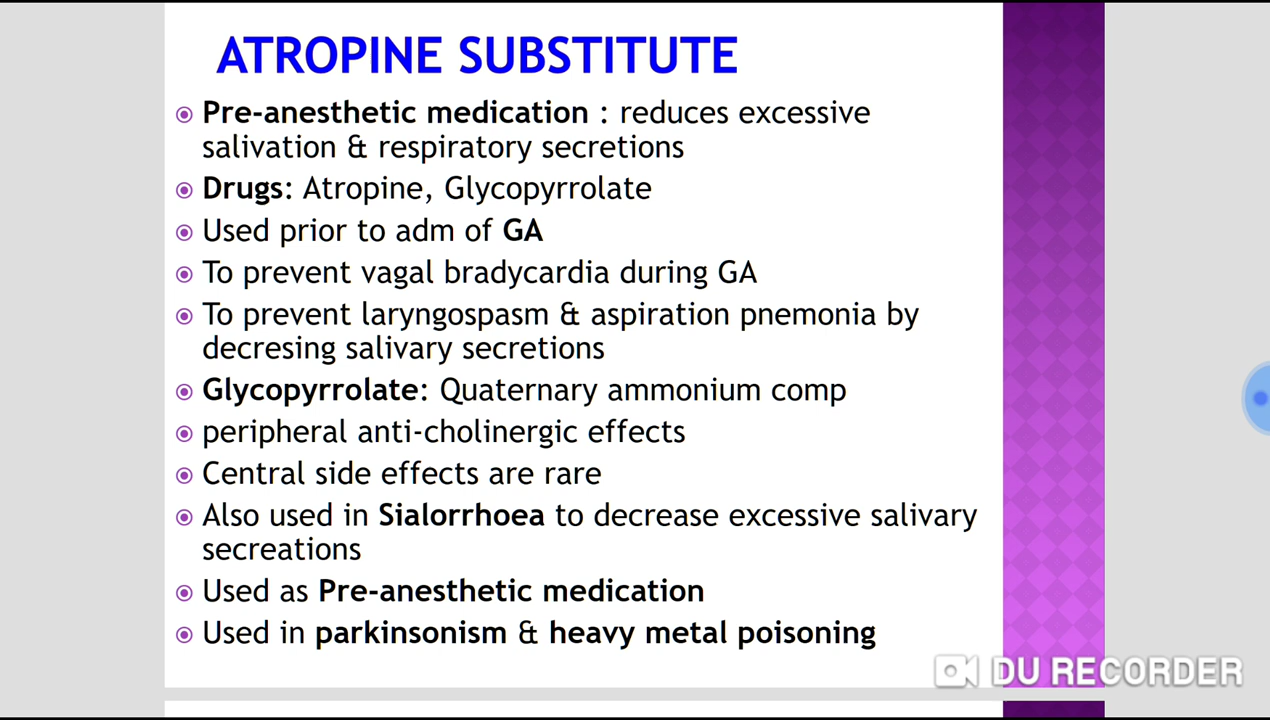 ATROPINE SUBSTITUTE
Pre-anesthetic medication : reduces excessive
salivation & respiratory secretions
Drugs: Atropine, Glycopyrrolate
Used prior to adm of GA
To prevent vagal bradycardia during GA
To prevent laryngospasm & aspiration pnemonia by
decresing salivary secretions
Glycopyrrolate: Quaternary ammonium comp
peripheral anti-cholinergic effects
Central side effects are rare
Also used in Sialorrhoea to decrease excessive salivary
secreations
Used as Pre-anesthetic medication
Used in parkinsonism & heavy metal poisoning
DU RECORDER